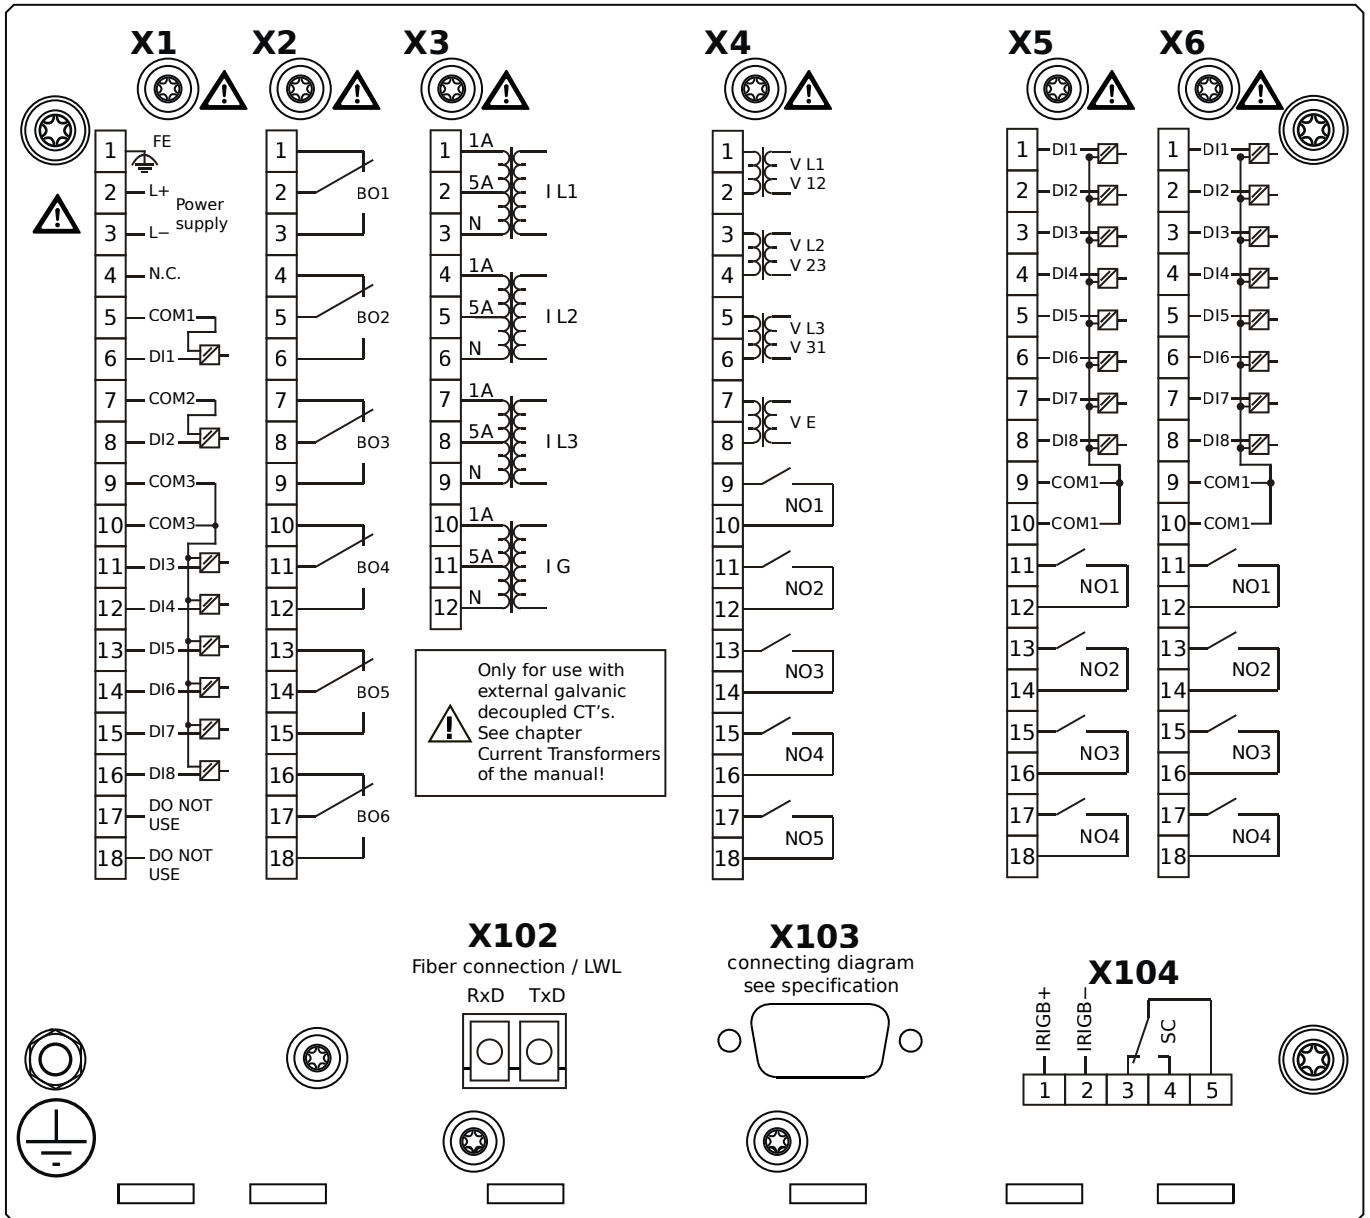 X1
X2
X3
X4
X5
X6
1 FE
2 L+
Power
supply
3 L−
4 N.C.
5 COM1
6 DI1
7 COM2
8 DI2
9 COM3
10 COM3
11 DI3
12 DI4
13 DI5
14 DI6
15 DI7
16 DI8
17 DO NOT
USE
18 DO NOT
USE
1
2 BO1
3
4
5 BO2
6
7
8 BO3
9
10
11 BO4
12
13
14 BO5
15
16
17 BO6
18
1 1A
2 5A I L1
3 N
4 1A
5 5A I L2
6 N
7 1A
8 5A I L3
9 N
10 1A
11 5A I G
12 N
Only for use with
external galvanic
decoupled CT's.
See chapter
Current Transformers
of the manual!
1 V L1
2 V 12
3 V L2
4 V 23
5 V L3
6 V 31
7
V E
8
9
NO1
10
11
NO2
12
13
NO3
14
15
NO4
16
17
NO5
18
1 DI1
2 DI2
3 DI3
4 DI4
5 DI5
6 DI6
7 DI7
8 DI8
9 COM1
10 COM1
11
NO1
12
13
NO2
14
15
NO3
16
17
NO4
18
1 DI1
2 DI2
3 DI3
4 DI4
5 DI5
6 DI6
7 DI7
8 DI8
9 COM1
10 COM1
11
NO1
12
13
NO2
14
15
NO3
16
17
NO4
18
X102
Fiber connection / LWL
RxD TxD
X103
connecting diagram
see specification
X104
IRIGB+
IRIGB−
SC
1 2 3 4 5